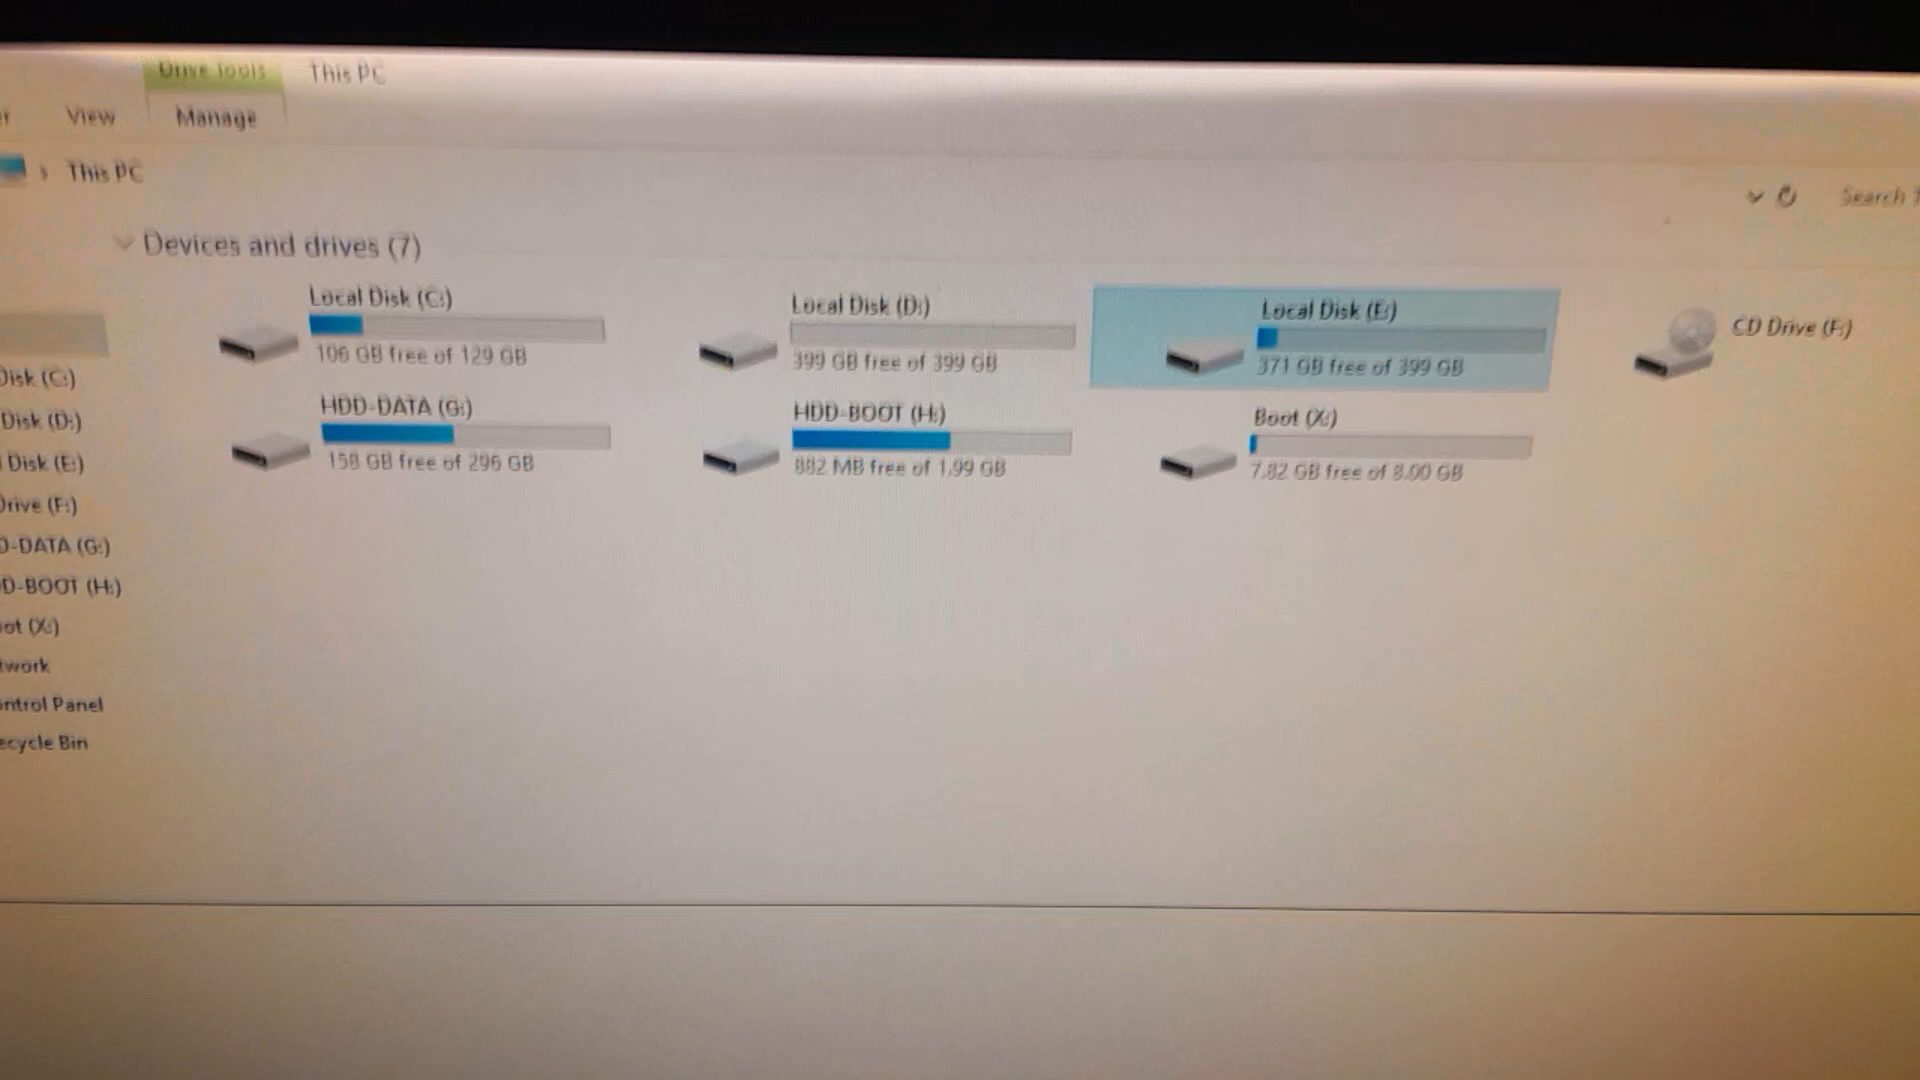 Drive Tools
This PC
View
Manage
This PC
Search
Devices and drives (7)
Local Disk (C:)
106 GB free of 129 GB
Local Disk (D:)
399 GB free of 399 GB
Local Disk (E:)
371 GB free of 399 GB
CD Drive (F:)
HDD-DATA (G:)
158 GB free of 296 GB
HDD-BOOT (H:)
882 MB free of 1.99 GB
Boot (X:)
7.82 GB free of 8.00 GB
Disk (C:)
Disk (D:)
Disk (E:)
Drive (F:)
D-DATA (G:)
DD-BOOT (H:)
oot (X:)
twork
ontrol Panel
ecycle Bin